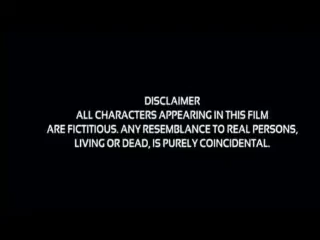 DISCLAIMER
ALL CHARACTERS APPEARING IN THIS FILM
ARE FICTITIOUS. ANY RESEMBLANCE TO REAL PERSONS,
LIVING OR DEAD, IS PURELY COINCIDENTAL.